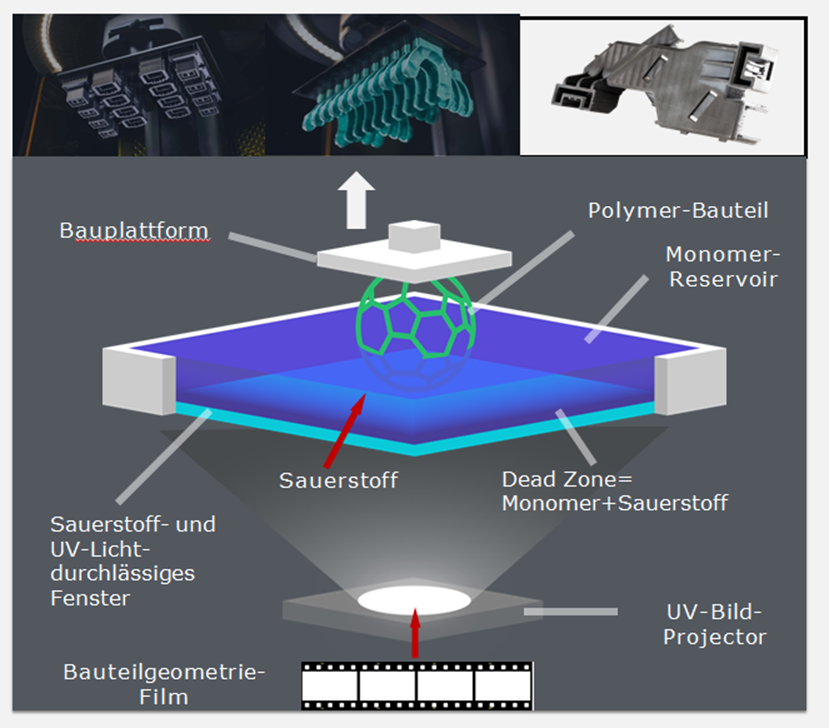 Bauplattform
Polymer-Bauteil
Monomer-
Reservoir
Sauerstoff
Dead Zone=
Monomer+Sauerstoff
Sauerstoff- und
UV-Licht-
durchlässiges
Fenster
UV-Bild-
Projector
Bauteilgeometrie-
Film